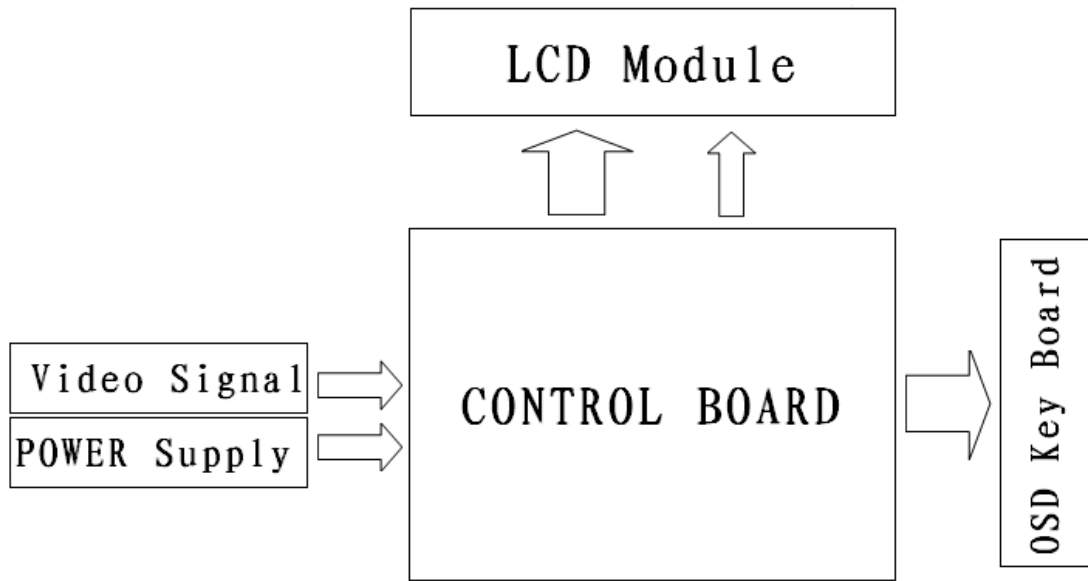 LCD Module
Video Signal
POWER Supply
CONTROL BOARD
OSD Key Board